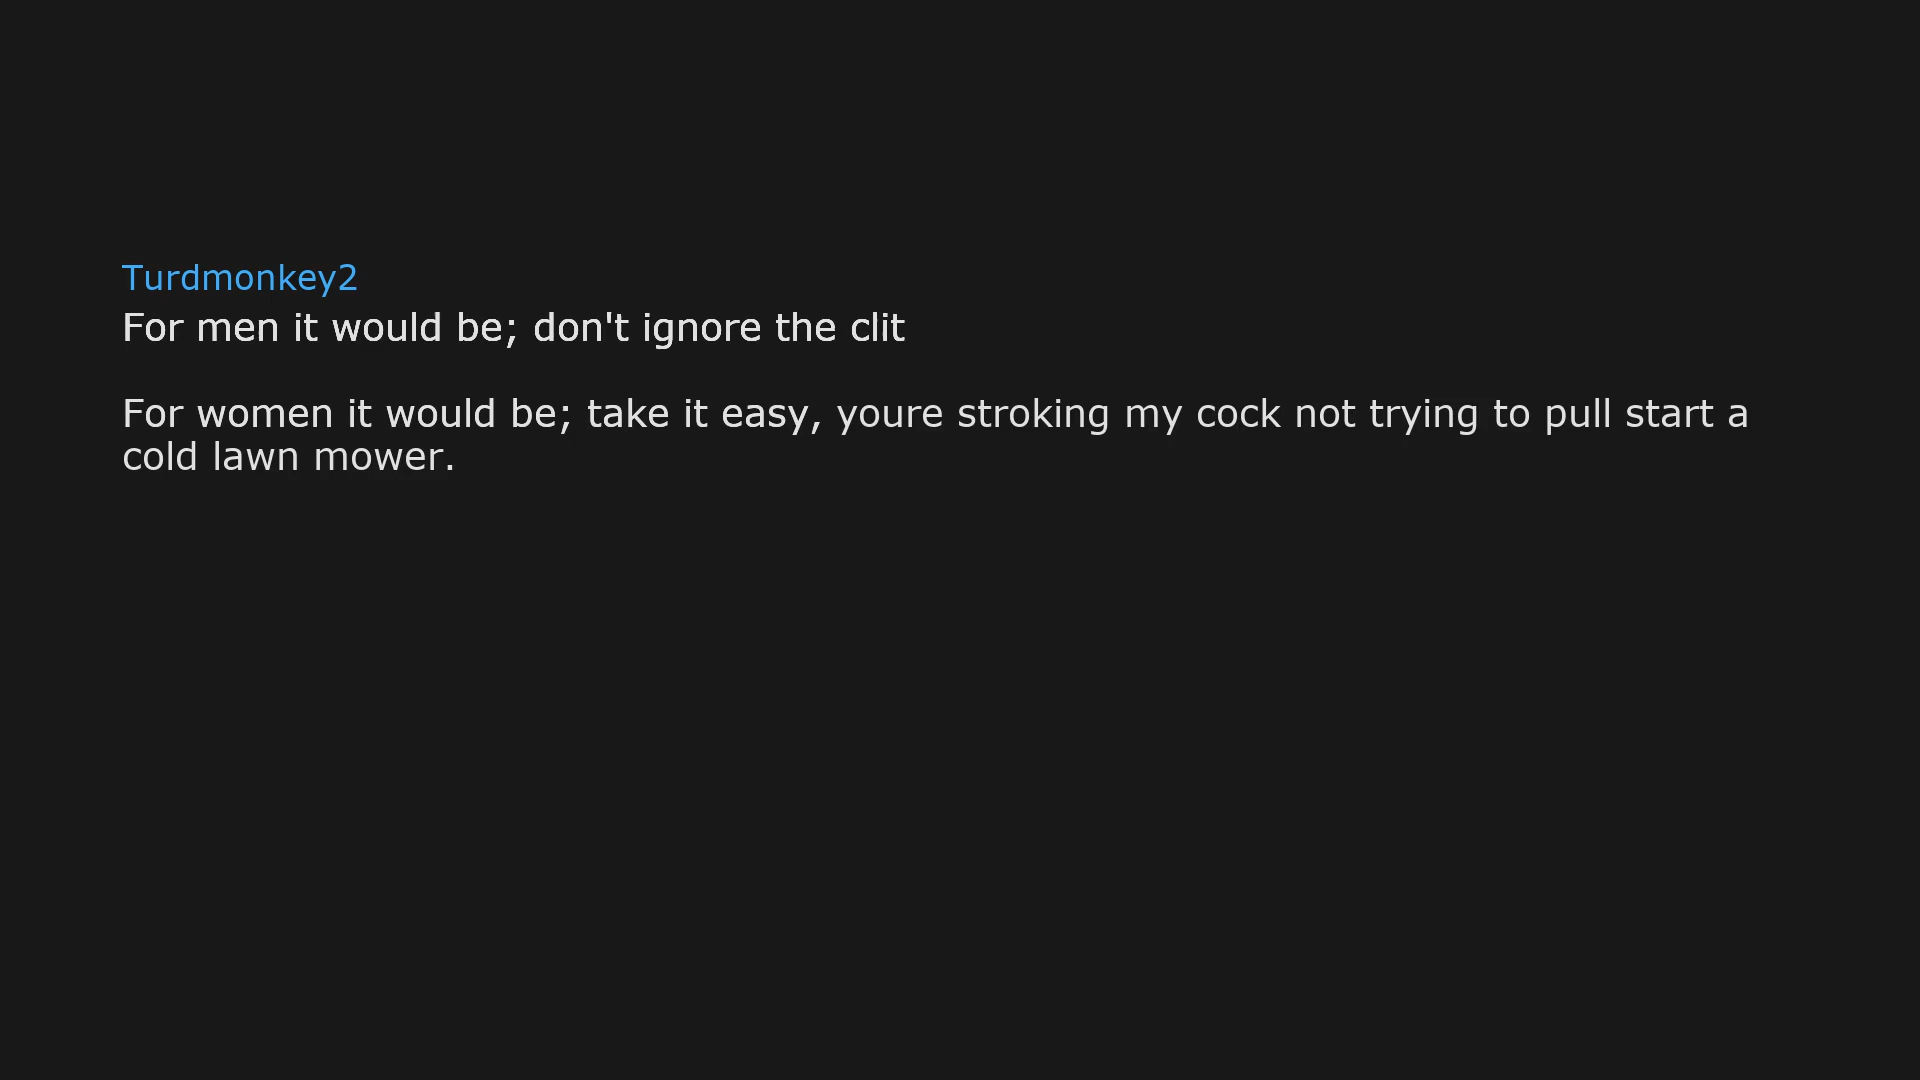 Turdmonkey2
For men it would be; don't ignore the clit
For women it would be; take it easy, youre stroking my cock not trying to pull start a
cold lawn mower.